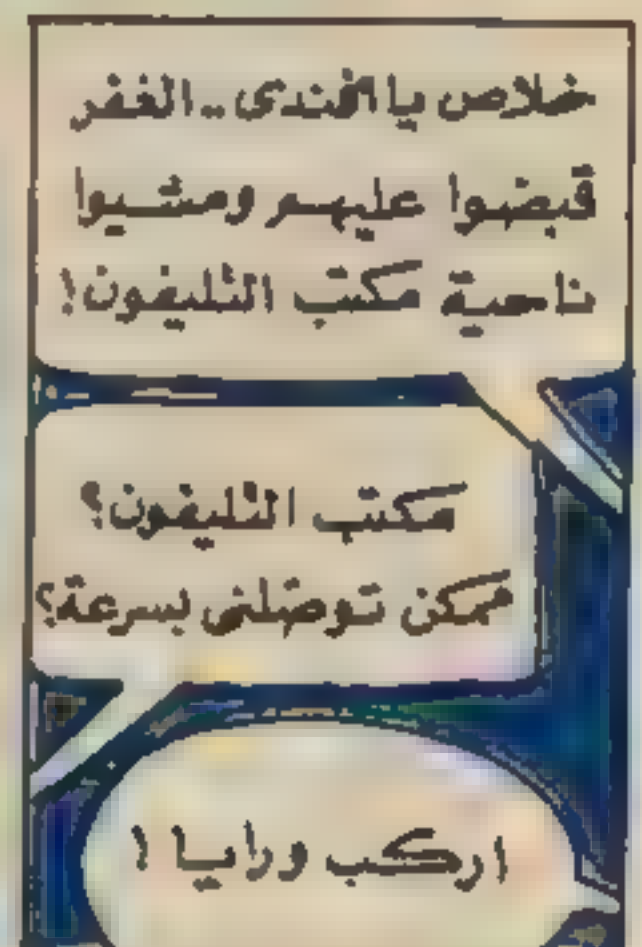 خلاص يا افندى .. الغفر
قبضوا عليهم ومشيوا
ناحية مكتب التليفون!
مكتب التليفون؟
ممكن توصلنى بسرعة؟
اركب ورايا !